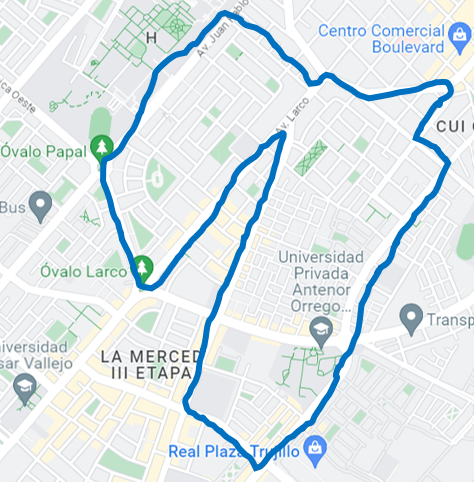 Av. Juan Pablo
Centro Comercial
Boulevard
H
ca Oeste
Av. Larco
CUI
Óvalo Papal
Bus
Universidad
Privada
Antenor
Orrego...
Óvalo Larco
Transp
niversidad
sar Vallejo
LA MERCED
III ETAPA
Real Plaza Trujillo